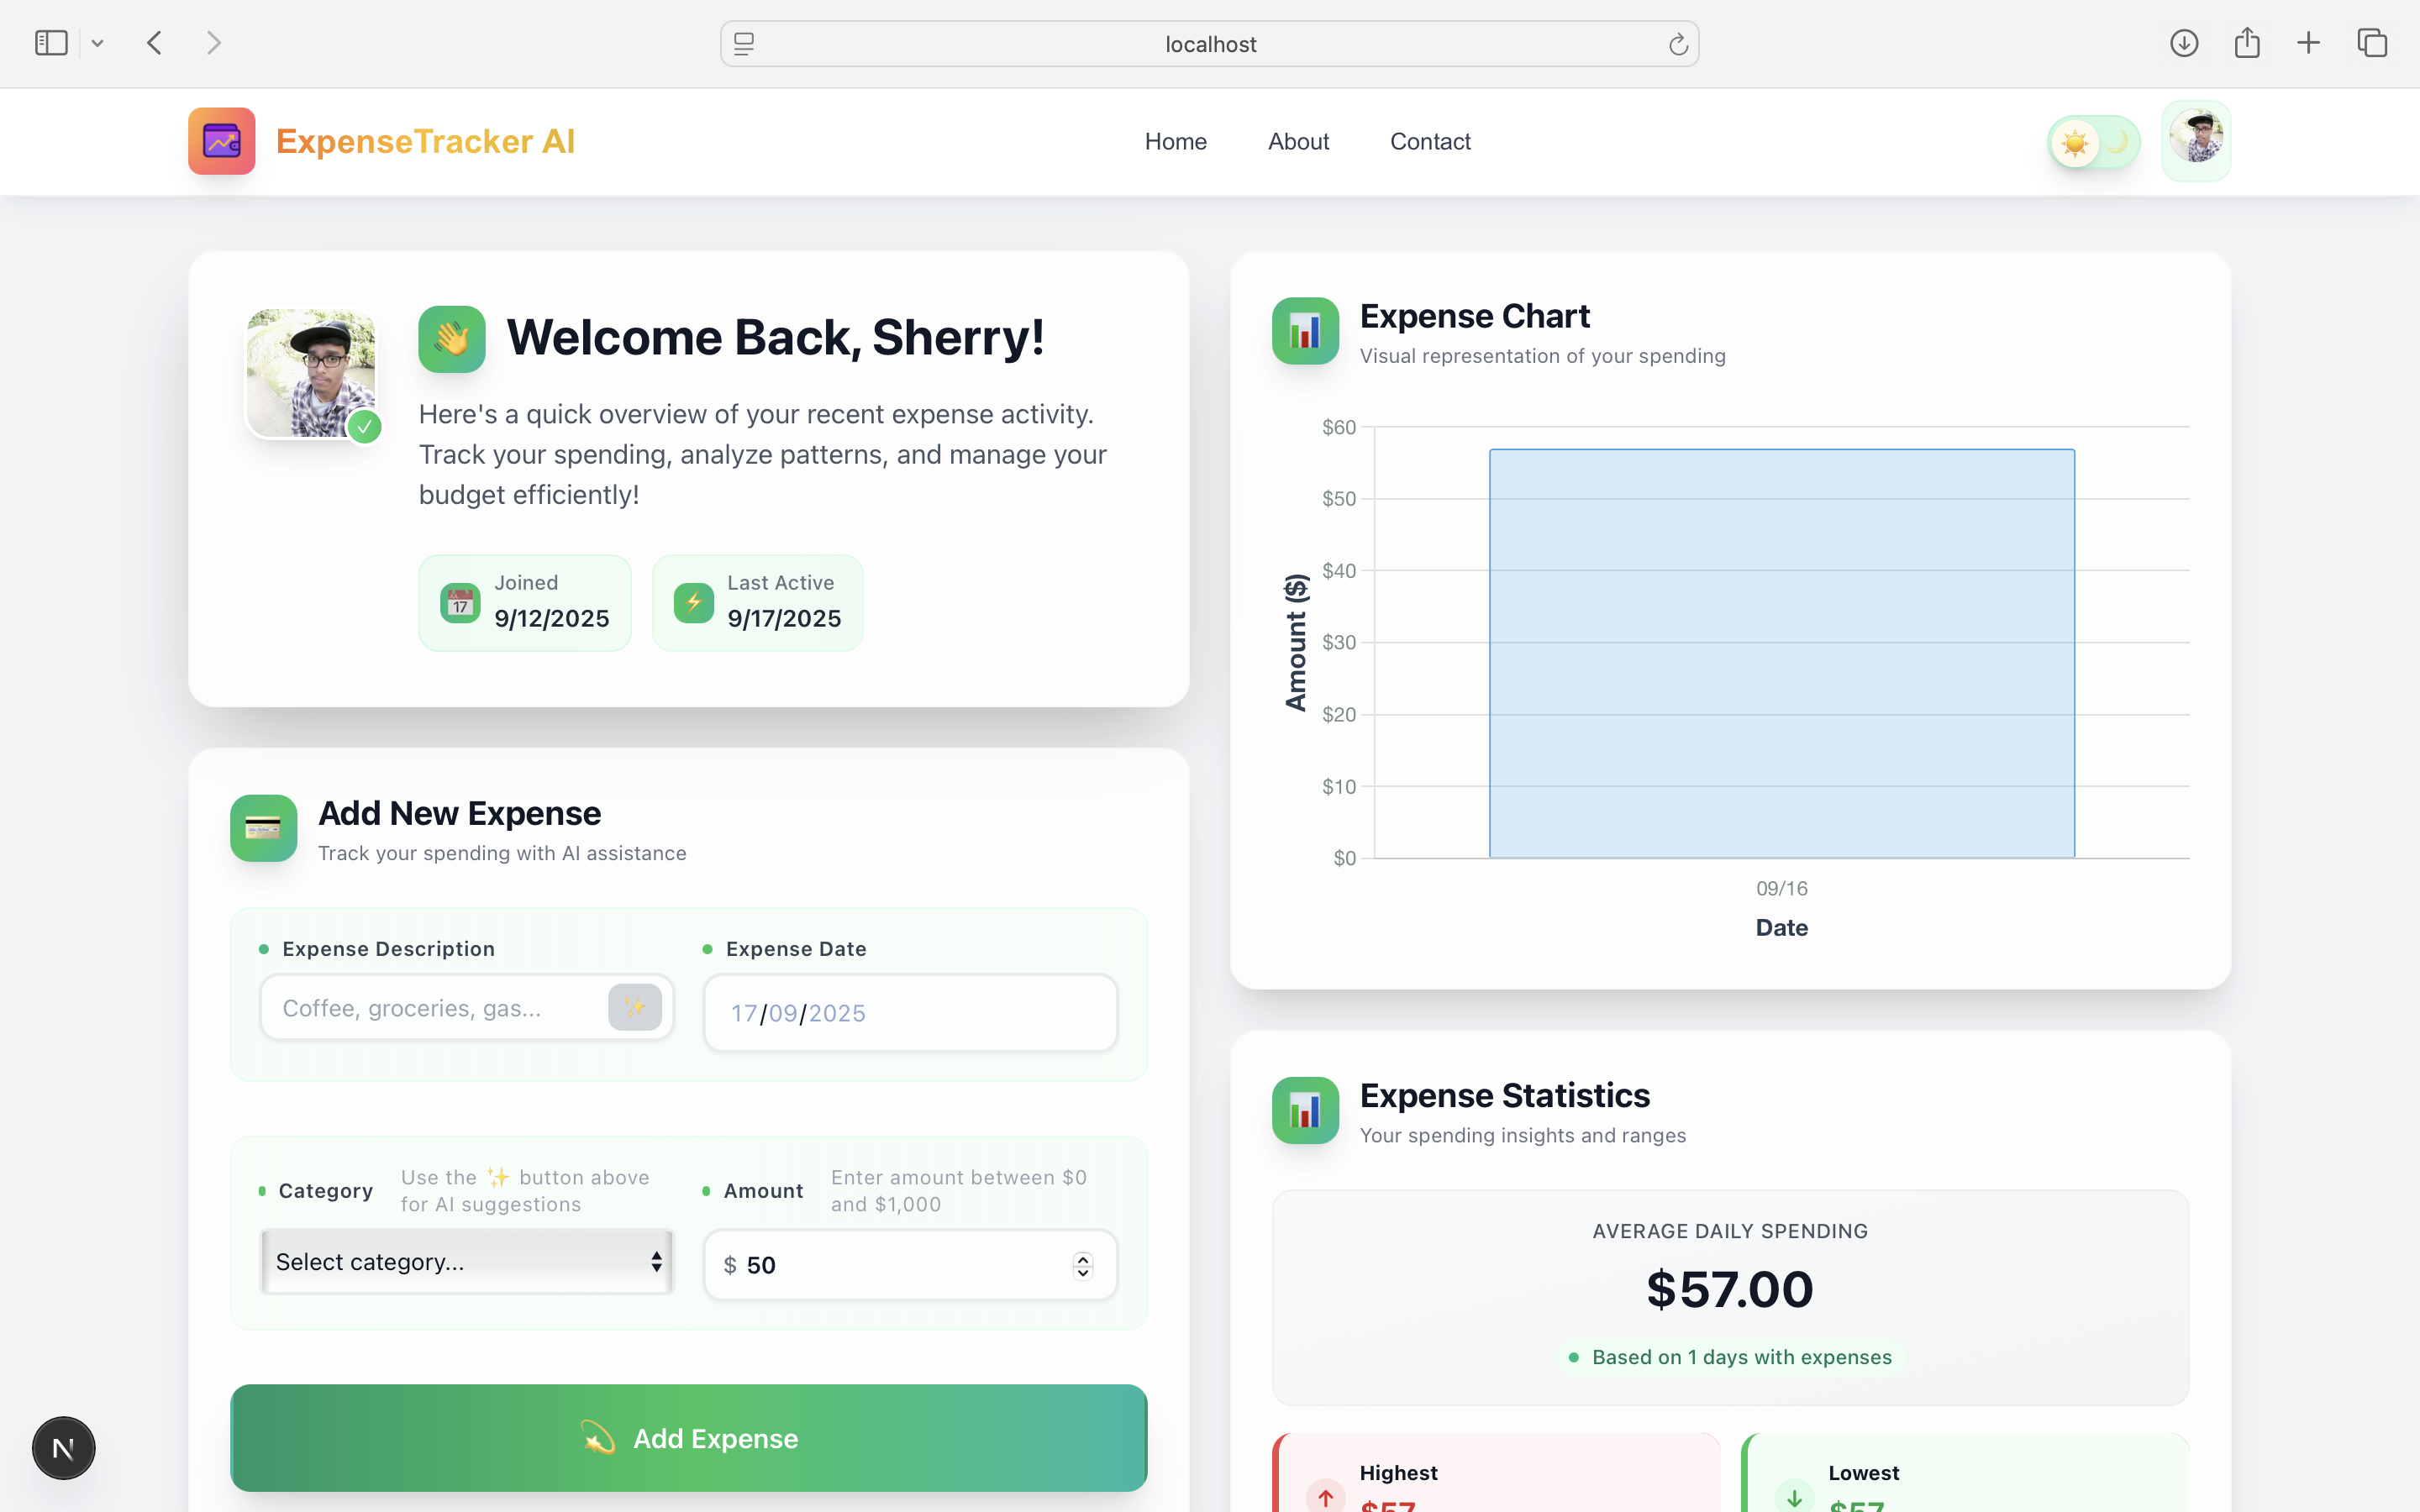 localhost
ExpenseTracker AI
Home
About
Contact
Welcome Back, Sherry!
Here's a quick overview of your recent expense activity.
Track your spending, analyze patterns, and manage your
budget efficiently!
Joined
17
9/12/2025
Last Active
9/17/2025
Add New Expense
Track your spending with AI assistance
Expense Description
Coffee, groceries, gas...
Expense Date
17/09/2025
Category
Use the ✨ button above
for AI suggestions
Select category...
Amount
Enter amount between $0
and $1,000
$ 50
Add Expense
N
Expense Chart
Visual representation of your spending
$60
$50
$40
$30
$20
$10
$0
Amount ($)
09/16
Date
Expense Statistics
Your spending insights and ranges
AVERAGE DAILY SPENDING
$57.00
Based on 1 days with expenses
Highest
$57
Lowest
$57